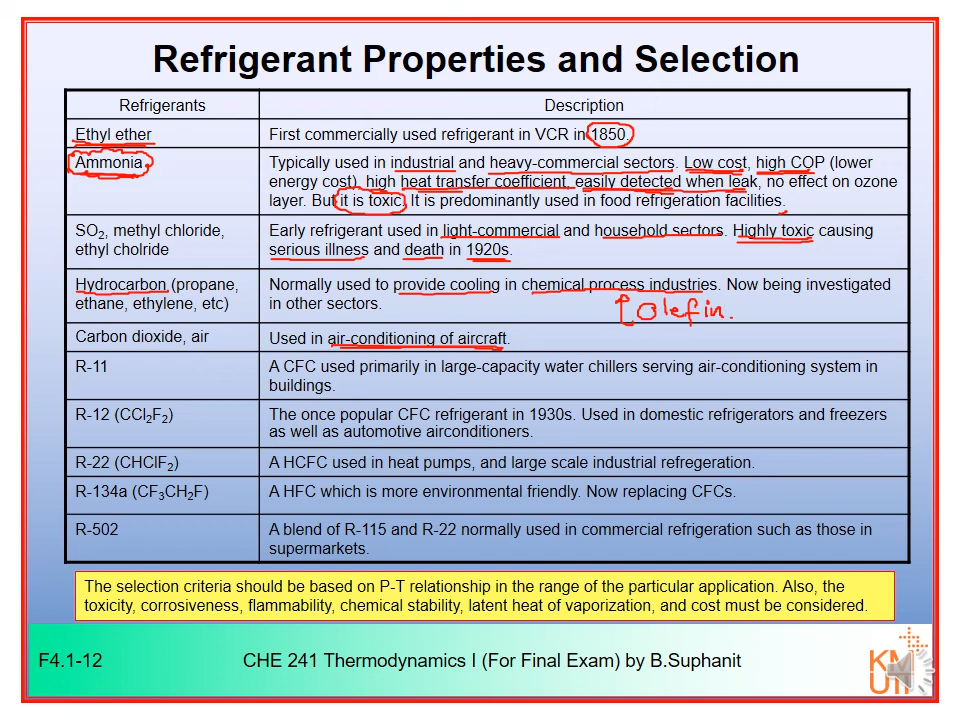 Refrigerant Properties and Selection
Refrigerants
Description
Ethyl ether
First commercially used refrigerant in VCR in 1850.
Ammonia
Typically used in industrial and heavy-commercial sectors. Low cost, high COP (lower
energy cost), high heat transfer coefficient, easily detected when leak, no effect on ozone
layer. But it is toxic. It is predominantly used in food refrigeration facilities.
SO₂, methyl chloride,
ethyl cholride
Early refrigerant used in light-commercial and household sectors. Highly toxic causing
serious illness and death in 1920s.
Hydrocarbon (propane,
ethane, ethylene, etc)
Normally used to provide cooling in chemical process industries. Now being investigated
in other sectors.
Olefin.
Carbon dioxide, air
Used in air-conditioning of aircraft.
R-11
A CFC used primarily in large-capacity water chillers serving air-conditioning system in
buildings.
R-12 (CCl₂F₂)
The once popular CFC refrigerant in 1930s. Used in domestic refrigerators and freezers
as well as automotive airconditioners.
R-22 (CHClF₂)
A HCFC used in heat pumps, and large scale industrial refregeration.
R-134a (CF₃CH₂F)
A HFC which is more environmental friendly. Now replacing CFCs.
R-502
A blend of R-115 and R-22 normally used in commercial refrigeration such as those in
supermarkets.
The selection criteria should be based on P-T relationship in the range of the particular application. Also, the
toxicity, corrosiveness, flammability, chemical stability, latent heat of vaporization, and cost must be considered.
F4.1-12
CHE 241 Thermodynamics I (For Final Exam) by B.Suphanit